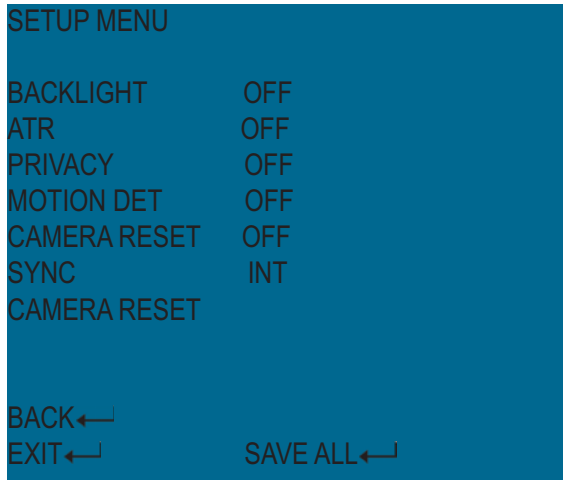 SETUP MENU
BACKLIGHT OFF
ATR OFF
PRIVACY OFF
MOTION DET OFF
CAMERA RESET OFF
SYNC INT
CAMERA RESET
BACK↵
EXIT↵ SAVE ALL↵